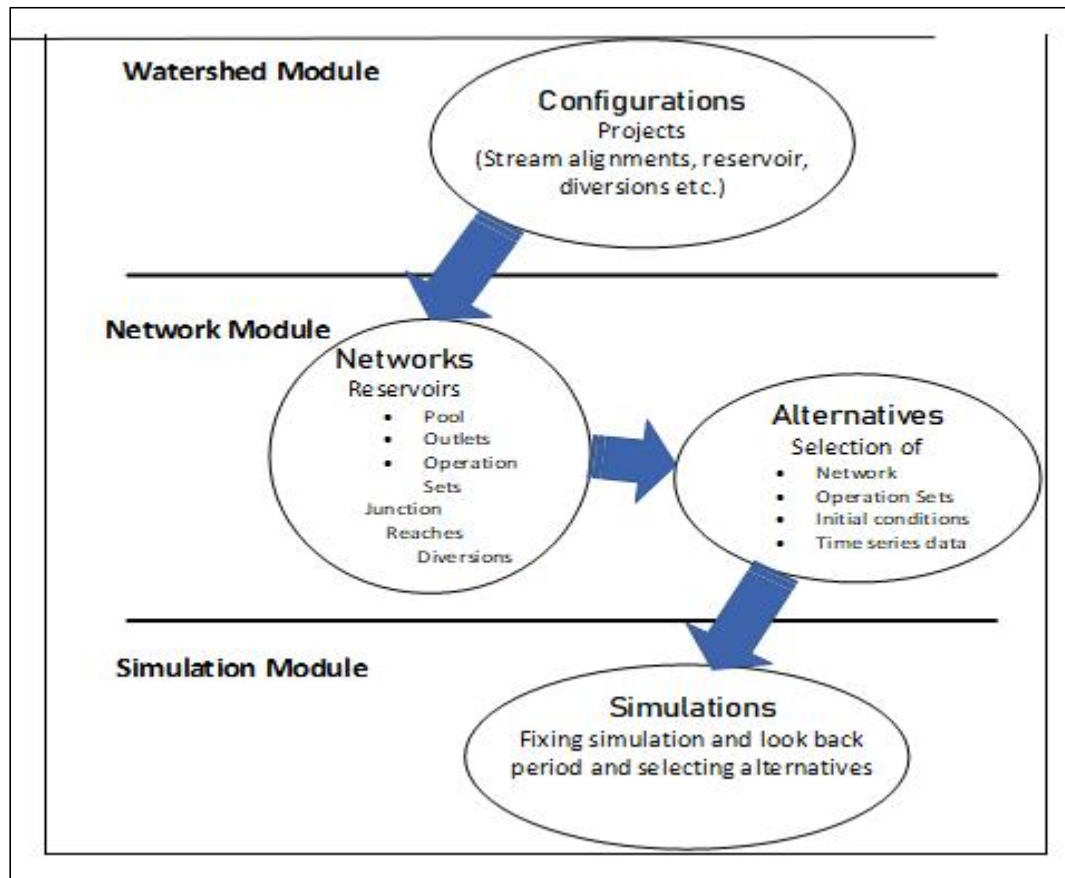 Watershed Module
Configurations
Projects
(Stream alignments, reservoir,
diversions etc.)
Network Module
Networks
Reservoirs
• Pool
• Outlets
• Operation
Sets
Junction
Reaches
Diversions
Alternatives
Selection of
• Network
• Operation Sets
• Initial conditions
• Time series data
Simulation Module
Simulations
Fixing simulation and look back
period and selecting alternatives